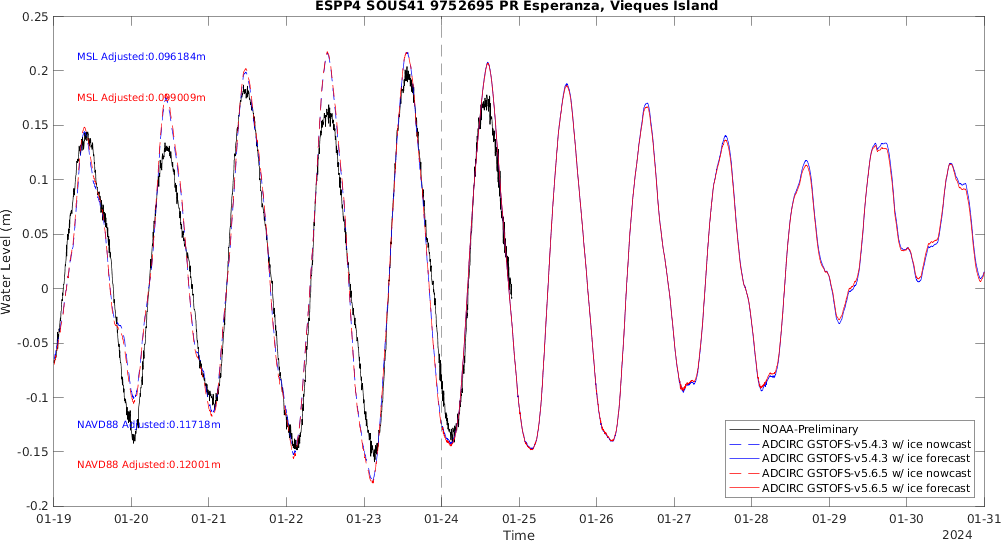 ESPP4 SOUS41 9752695 PR Esperanza, Vieques Island
0.25
0.2
0.15
0.1
0.05
0
-0.05
-0.1
-0.15
-0.2
Water Level (m)
MSL Adjusted:0.096184m
MSL Adjusted:0.099009m
NAVD88 Adjusted:0.11718m
NAVD88 Adjusted:0.12001m
NOAA-Preliminary
ADCIRC GSTOFS-v5.4.3 w/ ice nowcast
ADCIRC GSTOFS-v5.4.3 w/ ice forecast
ADCIRC GSTOFS-v5.6.5 w/ ice nowcast
ADCIRC GSTOFS-v5.6.5 w/ ice forecast
01-19 01-20 01-21 01-22 01-23 01-24 01-25 01-26 01-27 01-28 01-29 01-30 01-31
Time
2024